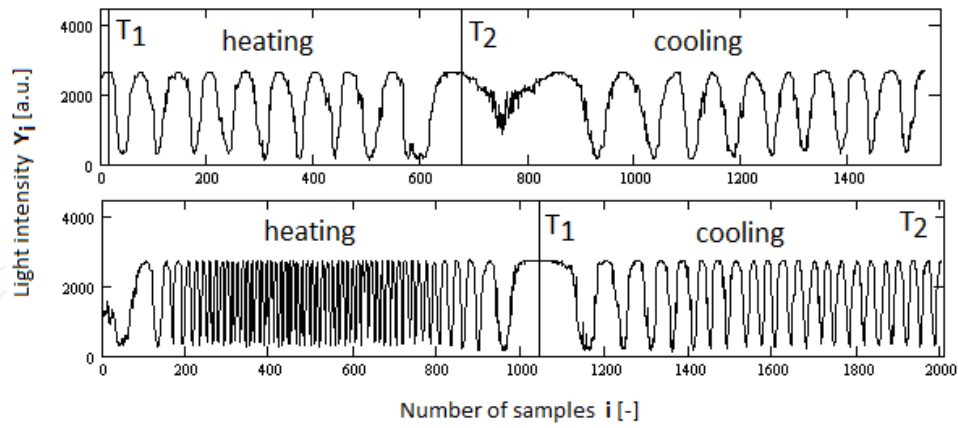 4000
2000
0
T1 heating T2 cooling
0 200 400 600 800 1000 1200 1400
Light intensity Yi [a.u.]
4000
2000
0
heating T1 cooling T2
0 200 400 600 800 1000 1200 1400 1600 1800 2000
Number of samples i [-]